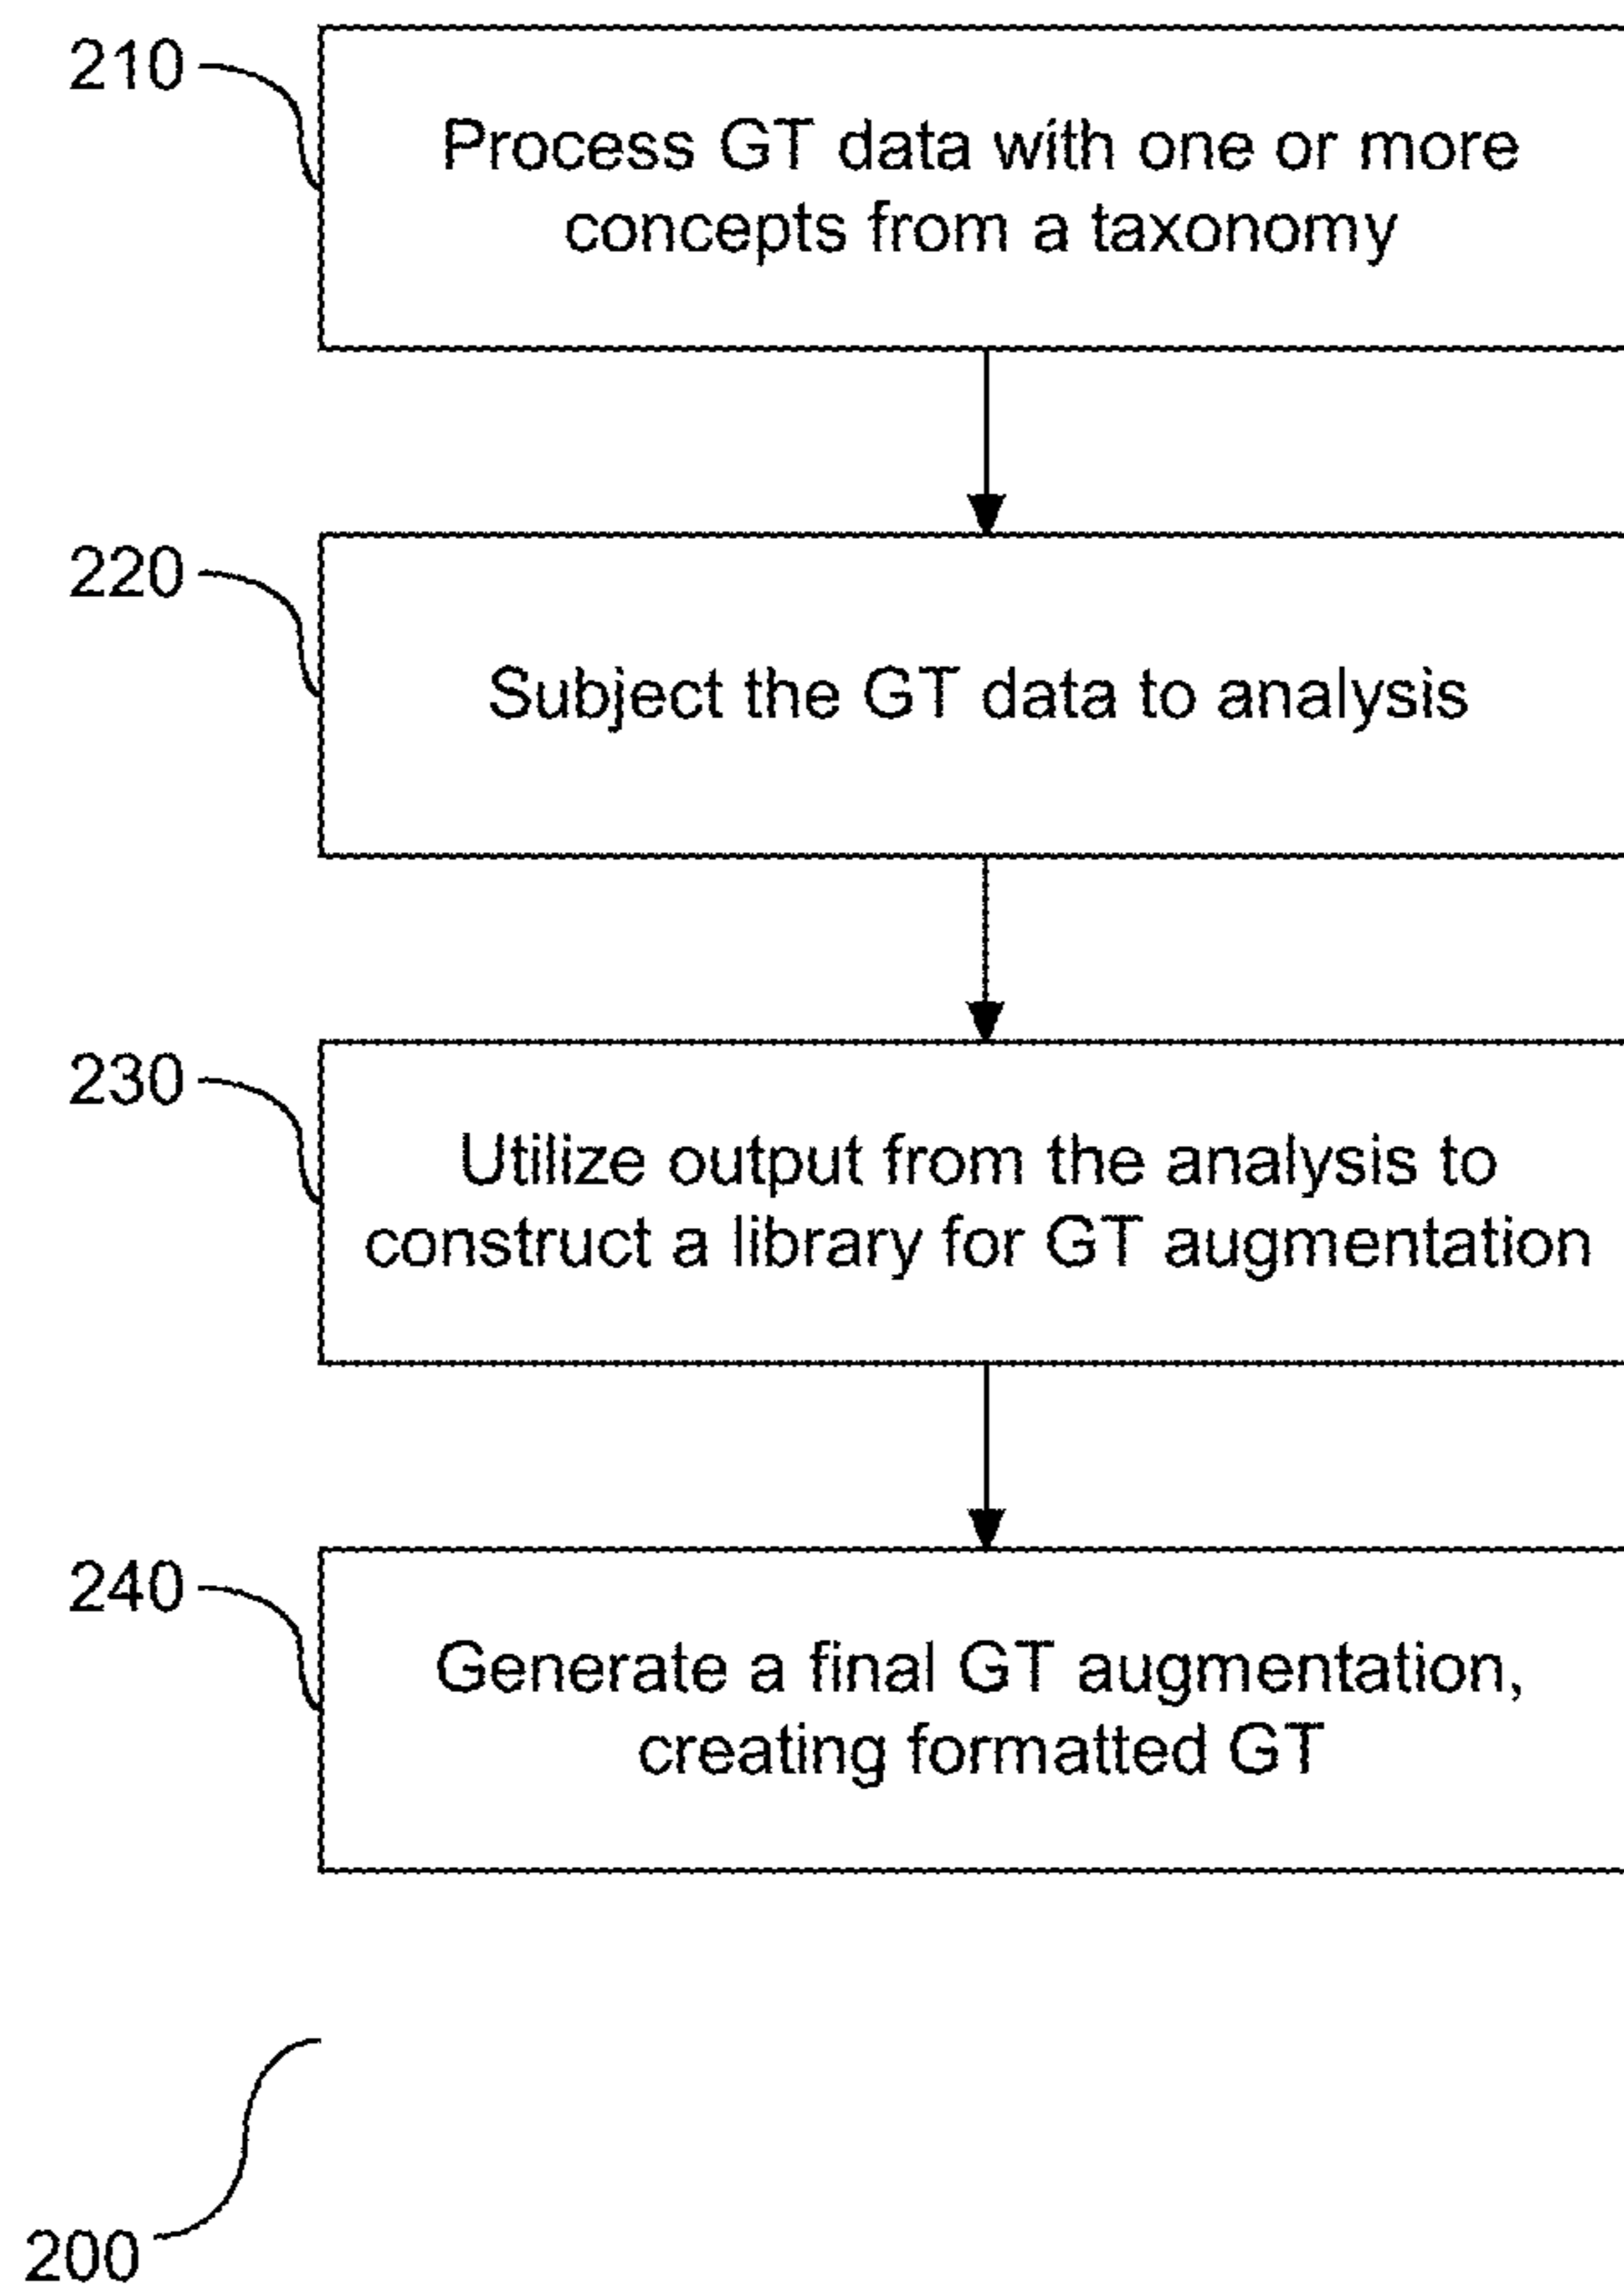 210
Process GT data with one or more
concepts from a taxonomy
220
Subject the GT data to analysis
230
Utilize output from the analysis to
construct a library for GT augmentation
240
Generate a final GT augmentation,
creating formatted GT
200